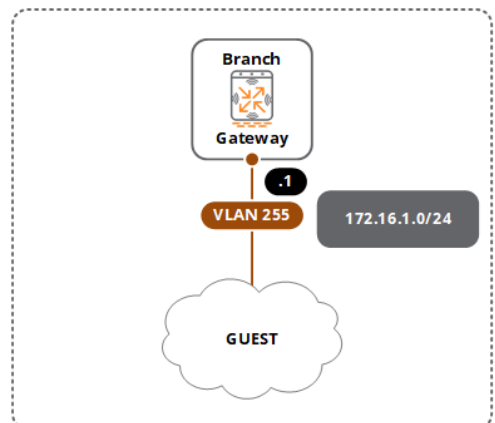 Branch
Gateway
.1
VLAN 255
172.16.1.0/24
GUEST